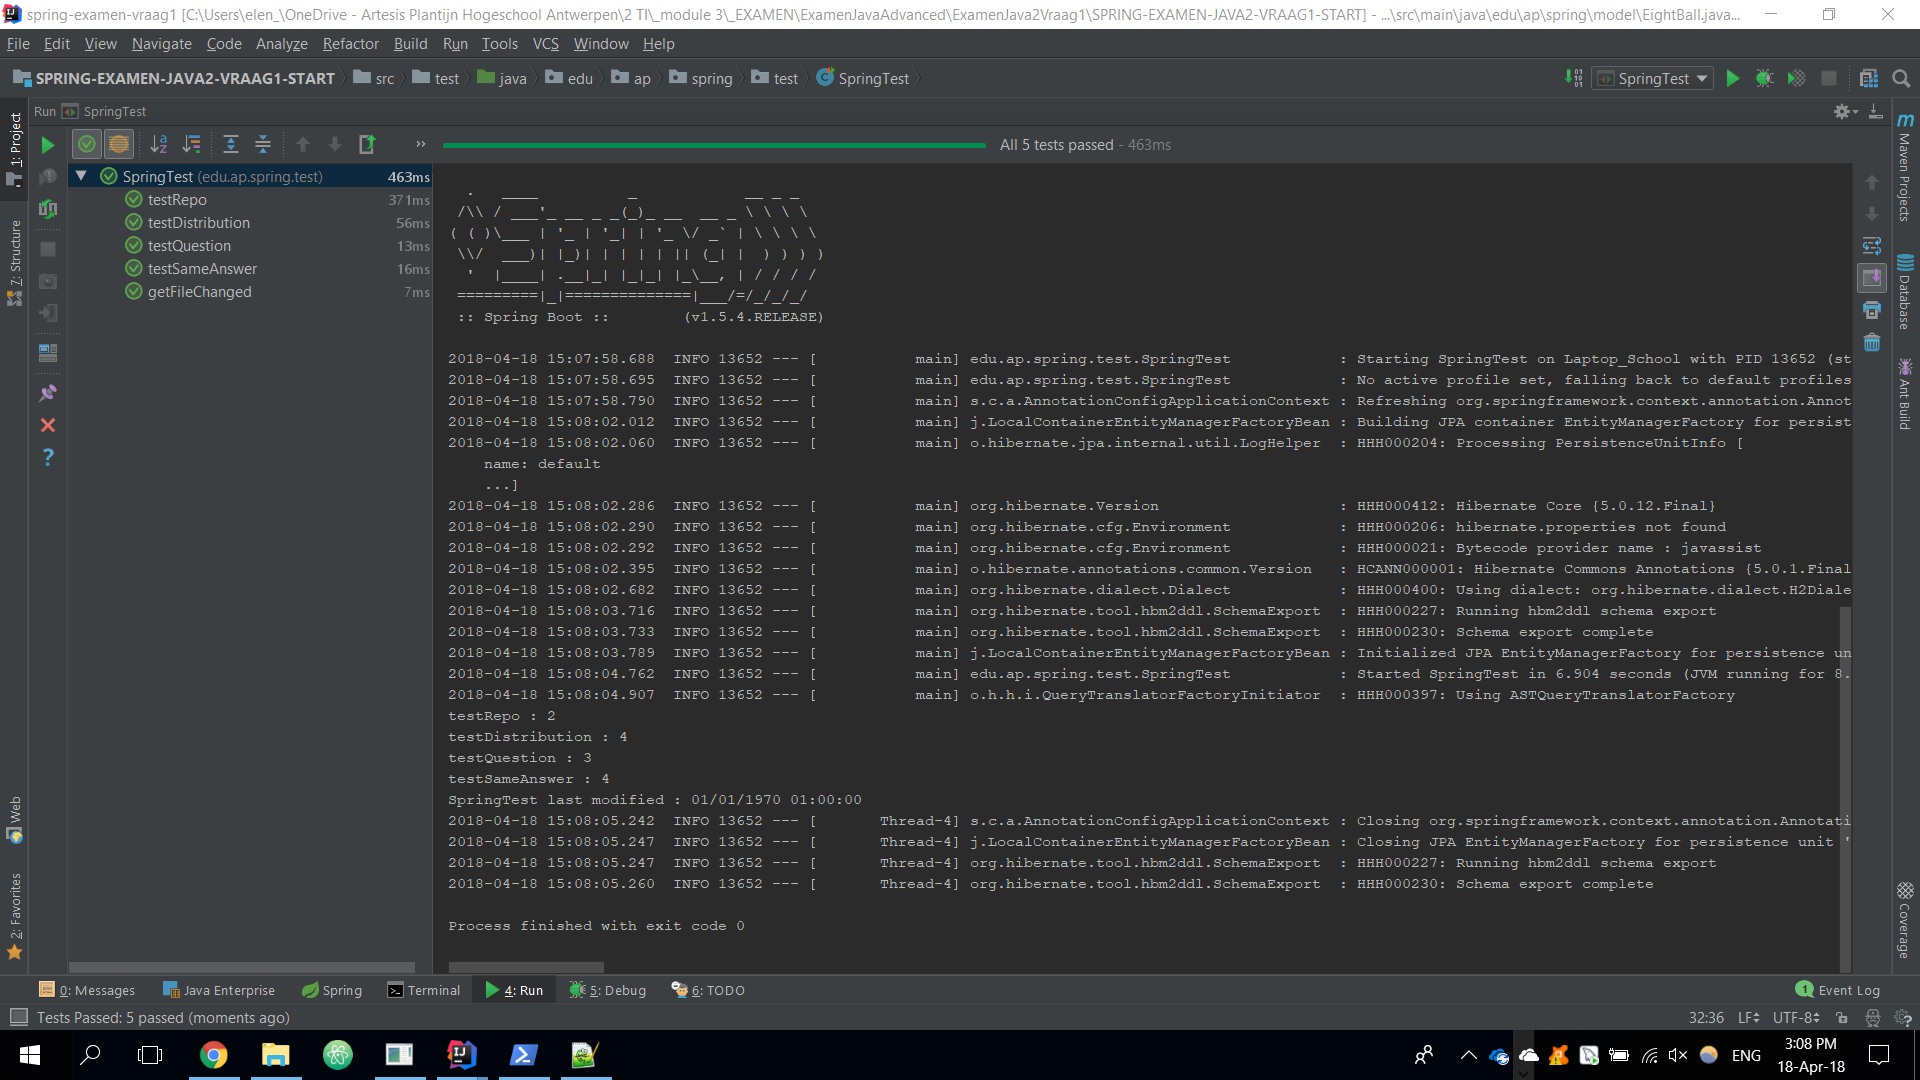 spring-examen-vraag1 [C:\Users\elen_\OneDrive - Artesis Plantijn Hogeschool Antwerpen\2 TI\_module 3\_EXAMEN\ExamenJavaAdvanced\ExamenJava2Vraag1\SPRING-EXAMEN-JAVA2-VRAAG1-START] - ...\src\main\java\edu\ap\spring\model\EightBall.java...
File Edit View Navigate Code Analyze Refactor Build Run Tools VCS Window Help
SPRING-EXAMEN-JAVA2-VRAAG1-START src test java edu ap spring test SpringTest SpringTest
Run SpringTest
All 5 tests passed - 463ms
SpringTest (edu.ap.spring.test) 463ms
testRepo 371ms
testDistribution 56ms
testQuestion 13ms
testSameAnswer 16ms
getFileChanged 7ms
:: Spring Boot :: (v1.5.4.RELEASE)
2018-04-18 15:07:58.688 INFO 13652 --- [ main] edu.ap.spring.test.SpringTest : Starting SpringTest on Laptop_School with PID 13652 (st
2018-04-18 15:07:58.695 INFO 13652 --- [ main] edu.ap.spring.test.SpringTest : No active profile set, falling back to default profiles
2018-04-18 15:07:58.790 INFO 13652 --- [ main] s.c.a.AnnotationConfigApplicationContext : Refreshing org.springframework.context.annotation.Annot
2018-04-18 15:08:02.012 INFO 13652 --- [ main] j.LocalContainerEntityManagerFactoryBean : Building JPA container EntityManagerFactory for persist
2018-04-18 15:08:02.060 INFO 13652 --- [ main] o.hibernate.jpa.internal.util.LogHelper : HHH000204: Processing PersistenceUnitInfo [
name: default
...]
2018-04-18 15:08:02.286 INFO 13652 --- [ main] org.hibernate.Version : HHH000412: Hibernate Core {5.0.12.Final}
2018-04-18 15:08:02.290 INFO 13652 --- [ main] org.hibernate.cfg.Environment : HHH000206: hibernate.properties not found
2018-04-18 15:08:02.292 INFO 13652 --- [ main] org.hibernate.cfg.Environment : HHH000021: Bytecode provider name : javassist
2018-04-18 15:08:02.395 INFO 13652 --- [ main] o.hibernate.annotations.common.Version : HCANN000001: Hibernate Commons Annotations {5.0.1.Final
2018-04-18 15:08:02.682 INFO 13652 --- [ main] org.hibernate.dialect.Dialect : HHH000400: Using dialect: org.hibernate.dialect.H2Diale
2018-04-18 15:08:03.716 INFO 13652 --- [ main] org.hibernate.tool.hbm2ddl.SchemaExport : HHH000227: Running hbm2ddl schema export
2018-04-18 15:08:03.733 INFO 13652 --- [ main] org.hibernate.tool.hbm2ddl.SchemaExport : HHH000230: Schema export complete
2018-04-18 15:08:03.789 INFO 13652 --- [ main] j.LocalContainerEntityManagerFactoryBean : Initialized JPA EntityManagerFactory for persistence un
2018-04-18 15:08:04.762 INFO 13652 --- [ main] edu.ap.spring.test.SpringTest : Started SpringTest in 6.904 seconds (JVM running for 8.
2018-04-18 15:08:04.907 INFO 13652 --- [ main] o.h.h.i.QueryTranslatorFactoryInitiator : HHH000397: Using ASTQueryTranslatorFactory
testRepo : 2
testDistribution : 4
testQuestion : 3
testSameAnswer : 4
SpringTest last modified : 01/01/1970 01:00:00
2018-04-18 15:08:05.242 INFO 13652 --- [ Thread-4] s.c.a.AnnotationConfigApplicationContext : Closing org.springframework.context.annotation.Annotati
2018-04-18 15:08:05.247 INFO 13652 --- [ Thread-4] j.LocalContainerEntityManagerFactoryBean : Closing JPA EntityManagerFactory for persistence unit '
2018-04-18 15:08:05.247 INFO 13652 --- [ Thread-4] org.hibernate.tool.hbm2ddl.SchemaExport : HHH000227: Running hbm2ddl schema export
2018-04-18 15:08:05.260 INFO 13652 --- [ Thread-4] org.hibernate.tool.hbm2ddl.SchemaExport : HHH000230: Schema export complete
Process finished with exit code 0
1: Project
7: Structure
Web
2: Favorites
Maven Projects
Database
Ant Build
Coverage
0: Messages Java Enterprise Spring Terminal 4: Run 5: Debug 6: TODO 1 Event Log
Tests Passed: 5 passed (moments ago) 32:36 LF UTF-8
ENG 3:08 PM
18-Apr-18